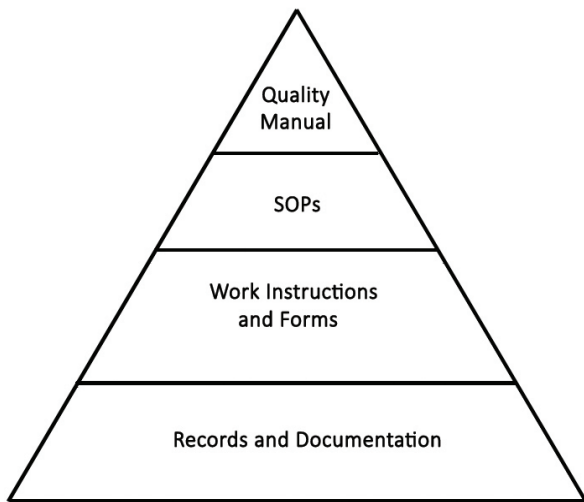 Quality
Manual
SOPs
Work Instructions
and Forms
Records and Documentation